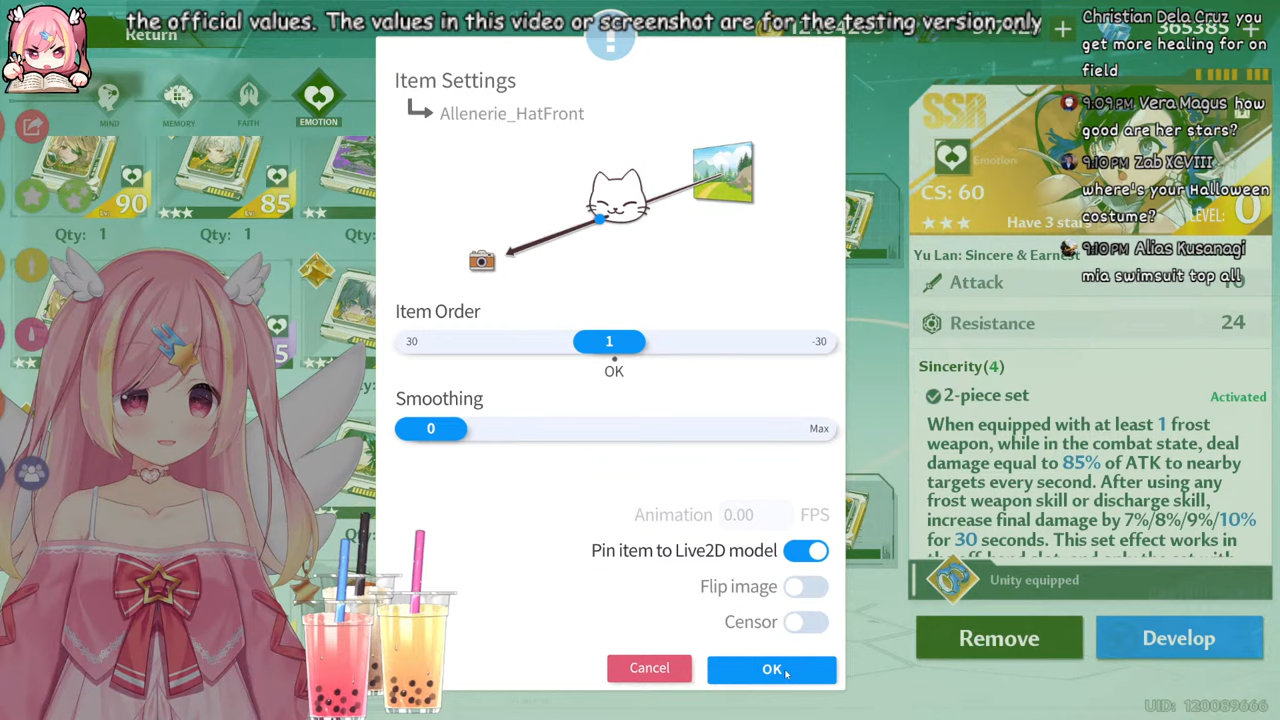 the official values. The values in this video or screenshot are for the testing version only
Return
365385
Christian Dela Cruz you
get more healing for on
field
9:09 PM Vera Magus how
good are her stars?
9:10 PM Zab XCVIII
where's your Halloween
costume?
9:10 PM Alias Kusanagi
mia swimsuit top all
MIND
MEMORY
FAITH
EMOTION
90
85
Qty: 1
Qty: 1
Qty:
5
Item Settings
Allenerie_HatFront
Item Order
30
1
-30
OK
Smoothing
0
Max
Animation 0.00 FPS
Pin item to Live2D model
Flip image
Censor
Cancel
OK
SSR
Emotion
CS: 60
Have 3 stars
LEVEL: 0
Yu Lan: Sincere & Earnest
Attack
Resistance 24
Sincerity(4)
2-piece set Activated
When equipped with at least 1 frost
weapon, while in the combat state, deal
damage equal to 85% of ATK to nearby
targets every second. After using any
frost weapon skill or discharge skill,
increase final damage by 7%/8%/9%/10%
for 30 seconds. This set effect works in
Unity equipped
Remove
Develop
UID: 120089666